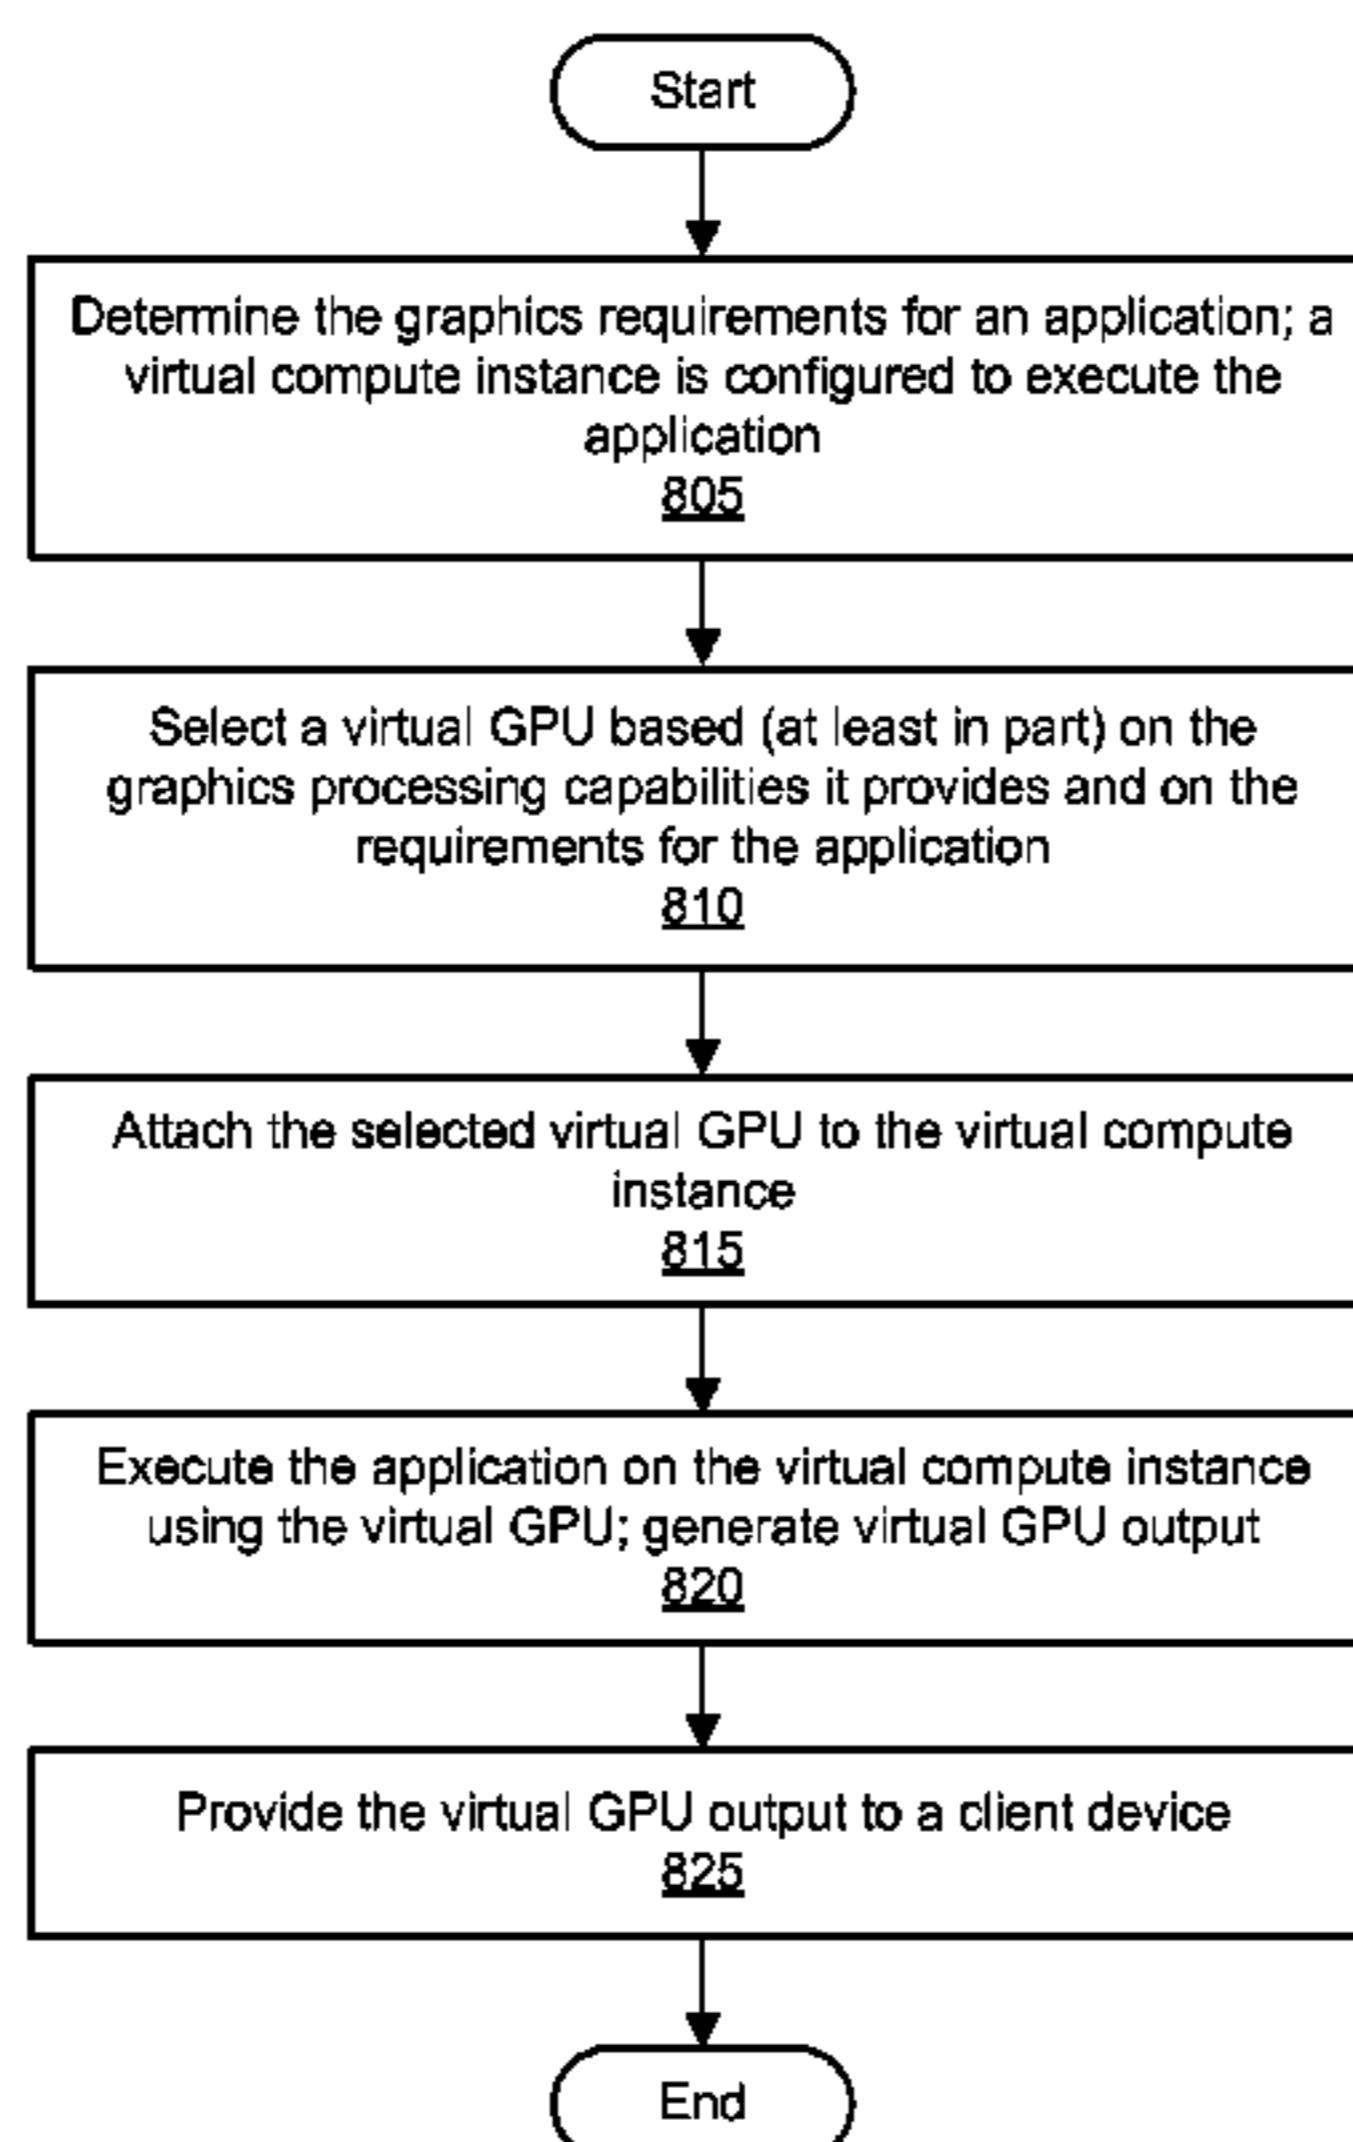 Start
Determine the graphics requirements for an application; a
virtual compute instance is configured to execute the
application
805
Select a virtual GPU based (at least in part) on the
graphics processing capabilities it provides and on the
requirements for the application
810
Attach the selected virtual GPU to the virtual compute
instance
815
Execute the application on the virtual compute instance
using the virtual GPU; generate virtual GPU output
820
Provide the virtual GPU output to a client device
825
End